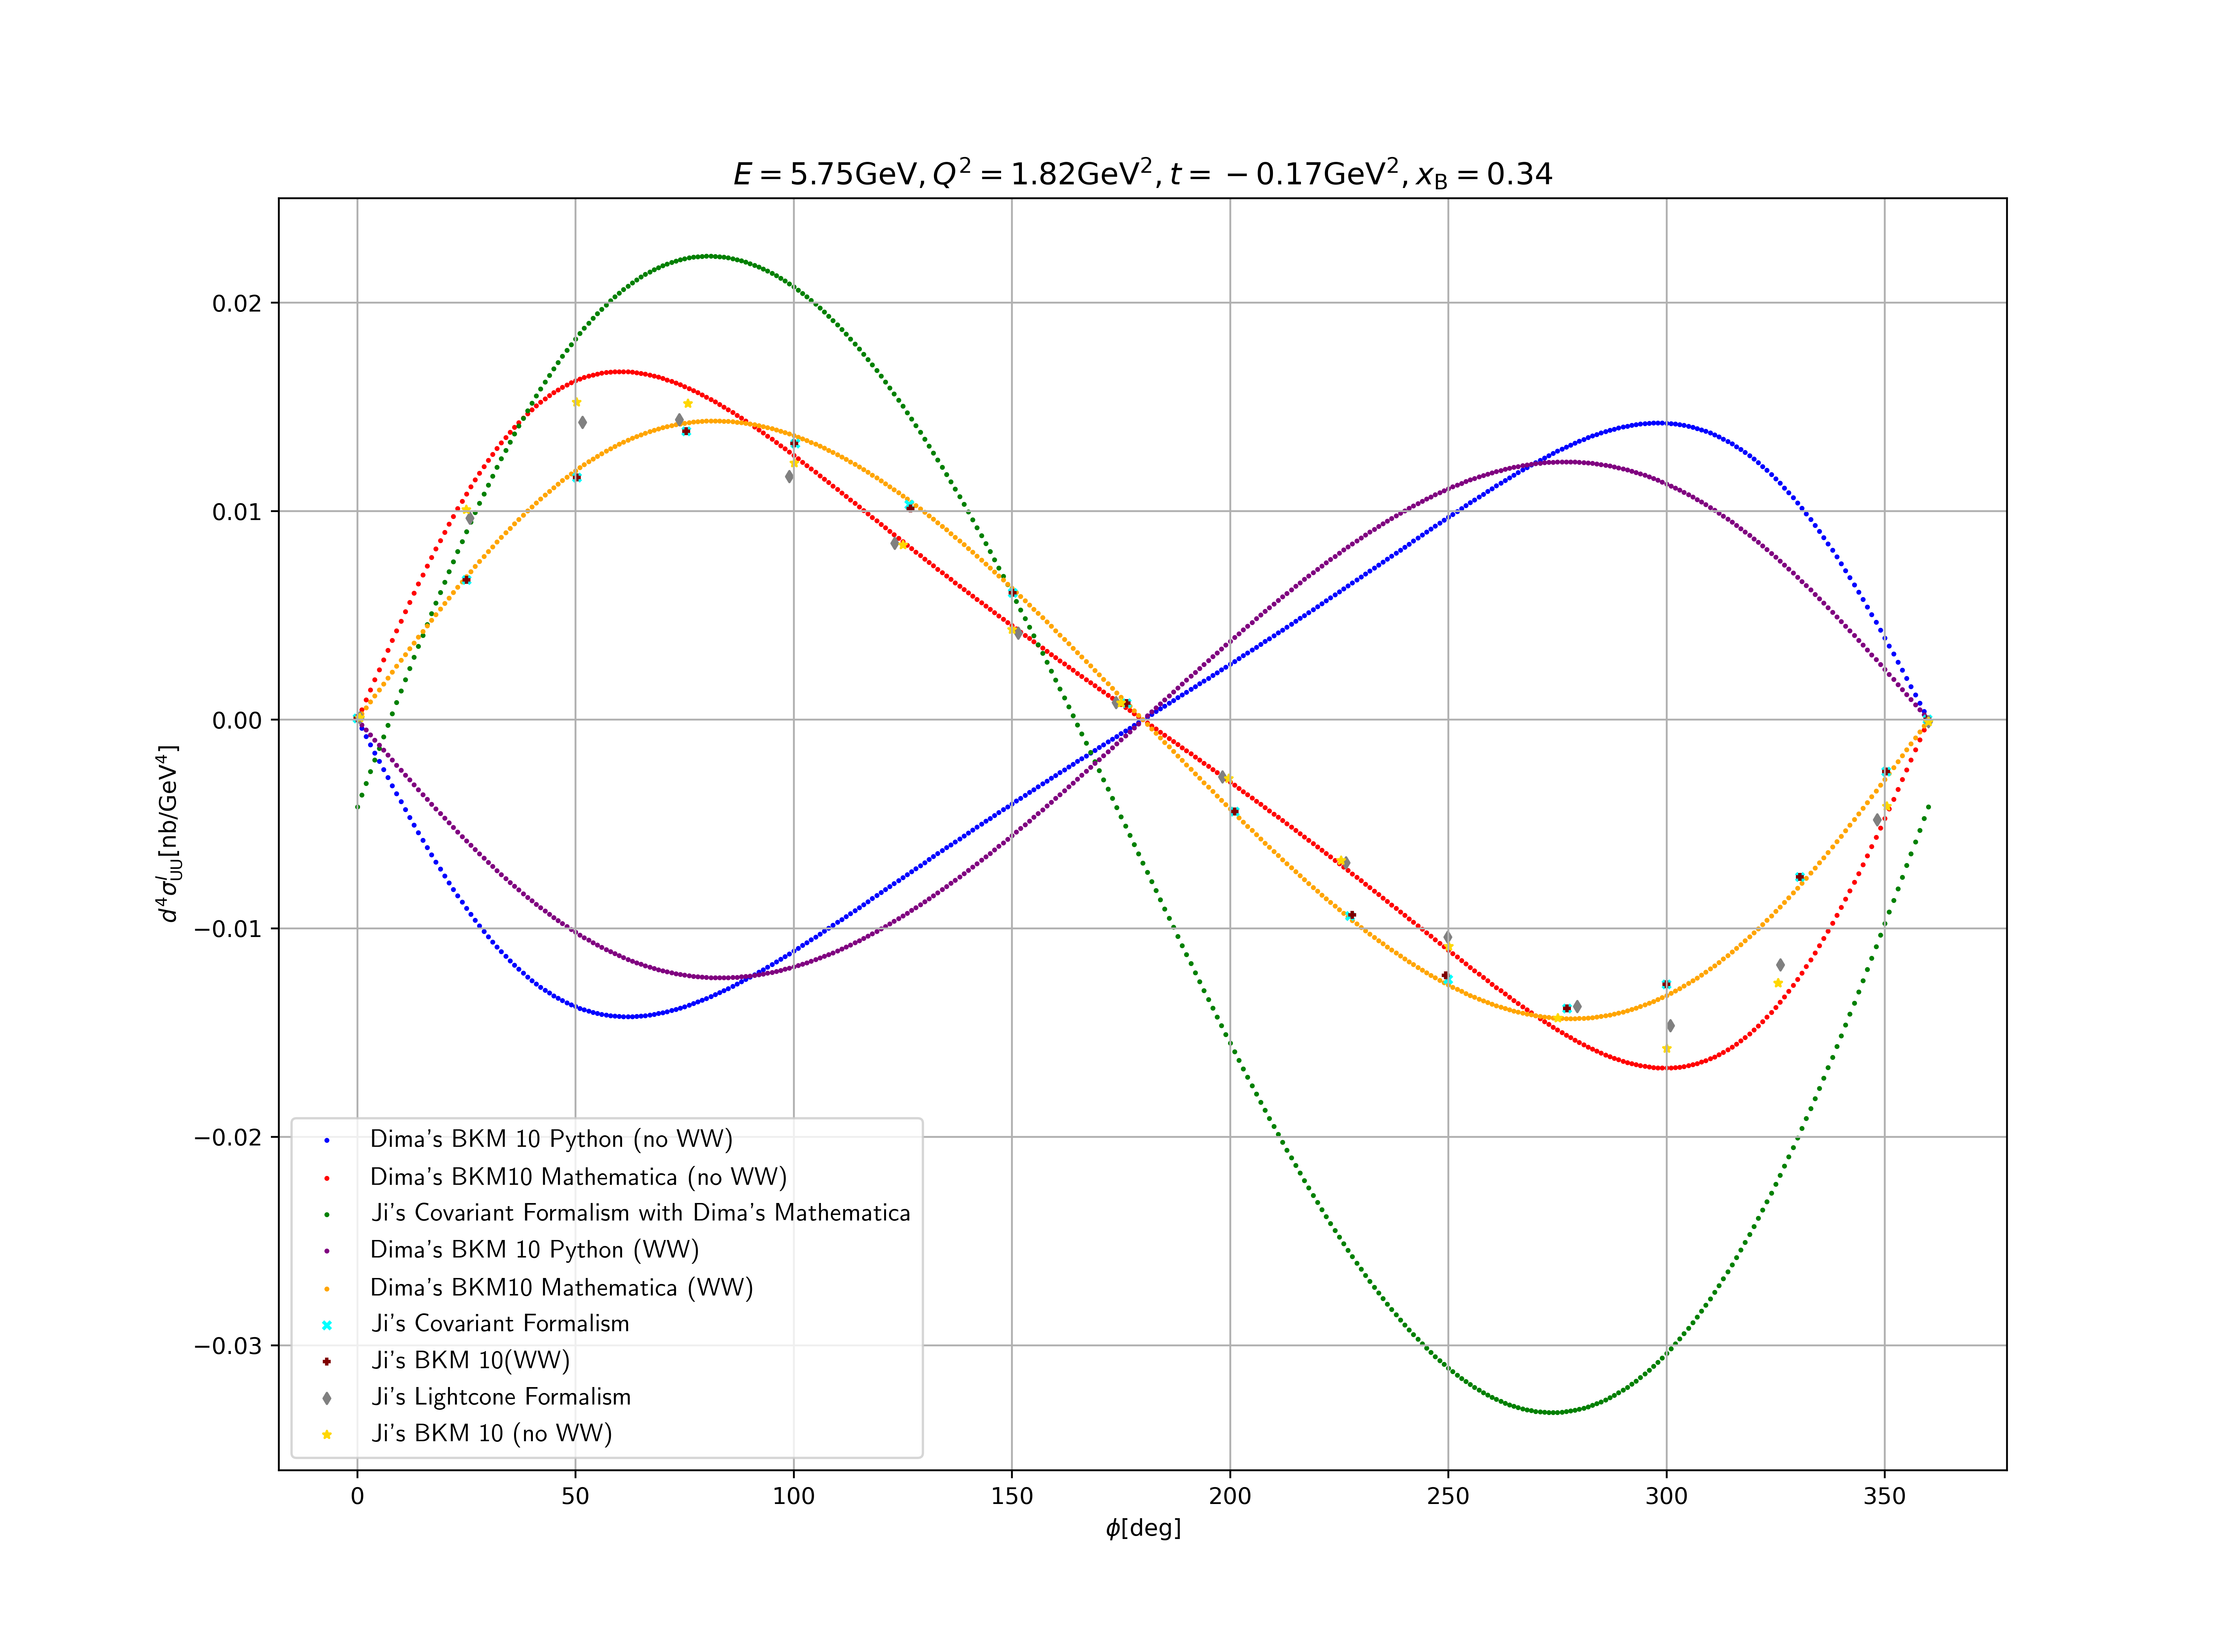 E = 5.75GeV, Q² = 1.82GeV², t = −0.17GeV², x_B = 0.34
d⁴σ^I_UU[nb/GeV⁴]
0.02
0.01
0.00
−0.01
−0.02
−0.03
Dima's BKM 10 Python (no WW)
Dima's BKM10 Mathematica (no WW)
Ji's Covariant Formalism with Dima's Mathematica
Dima's BKM 10 Python (WW)
Dima's BKM10 Mathematica (WW)
Ji's Covariant Formalism
Ji's BKM 10(WW)
Ji's Lightcone Formalism
Ji's BKM 10 (no WW)
0 50 100 150 200 250 300 350
ϕ[deg]